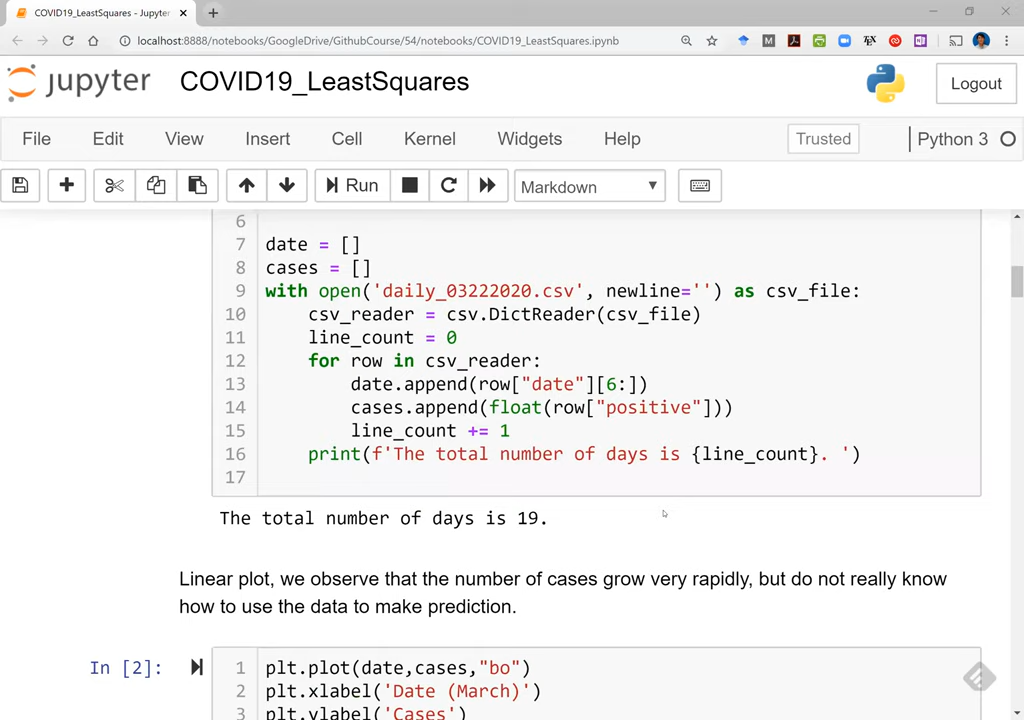 COVID19_LeastSquares - Jupyter
localhost:8888/notebooks/GoogleDrive/GithubCourse/54/notebooks/COVID19_LeastSquares.ipynb
jupyter COVID19_LeastSquares Logout
File Edit View Insert Cell Kernel Widgets Help Trusted Python 3
Run Markdown
6
7 date = []
8 cases = []
9 with open('daily_03222020.csv', newline='') as csv_file:
10 csv_reader = csv.DictReader(csv_file)
11 line_count = 0
12 for row in csv_reader:
13 date.append(row["date"][6:])
14 cases.append(float(row["positive"]))
15 line_count += 1
16 print(f'The total number of days is {line_count}. ')
17
The total number of days is 19.
Linear plot, we observe that the number of cases grow very rapidly, but do not really know
how to use the data to make prediction.
In [2]: 1 plt.plot(date,cases,"bo")
2 plt.xlabel('Date (March)')
3 plt.ylabel('Cases')